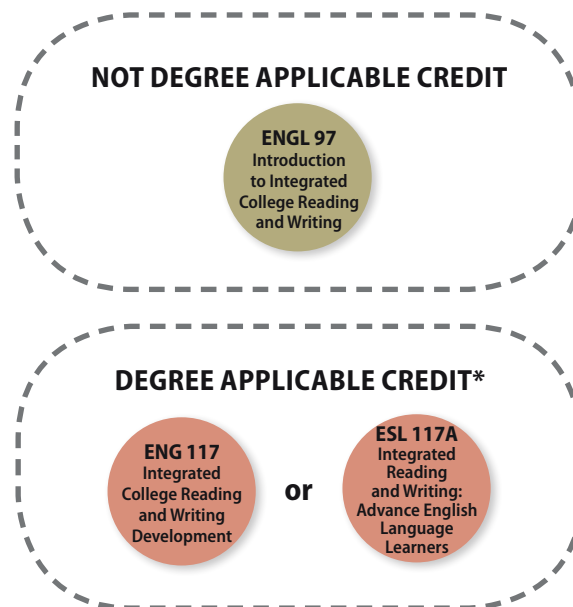 NOT DEGREE APPLICABLE CREDIT
ENGL 97
Introduction
to Integrated
College Reading
and Writing
DEGREE APPLICABLE CREDIT*
ENG 117
Integrated
College Reading
and Writing
Development
or
ESL 117A
Integrated
Reading
and Writing:
Advance English
Language
Learners